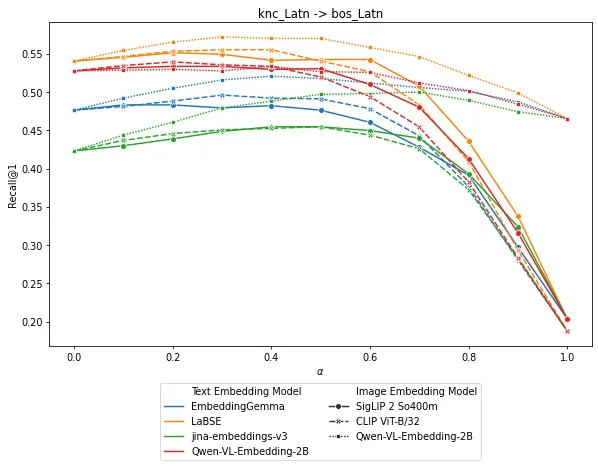 knc_Latn -> bos_Latn
Recall@1
0.55
0.50
0.45
0.40
0.35
0.30
0.25
0.20
0.0 0.2 0.4 0.6 0.8 1.0
α
Text Embedding Model Image Embedding Model
EmbeddingGemma SigLIP 2 So400m
LaBSE CLIP ViT-B/32
jina-embeddings-v3 Qwen-VL-Embedding-2B
Qwen-VL-Embedding-2B